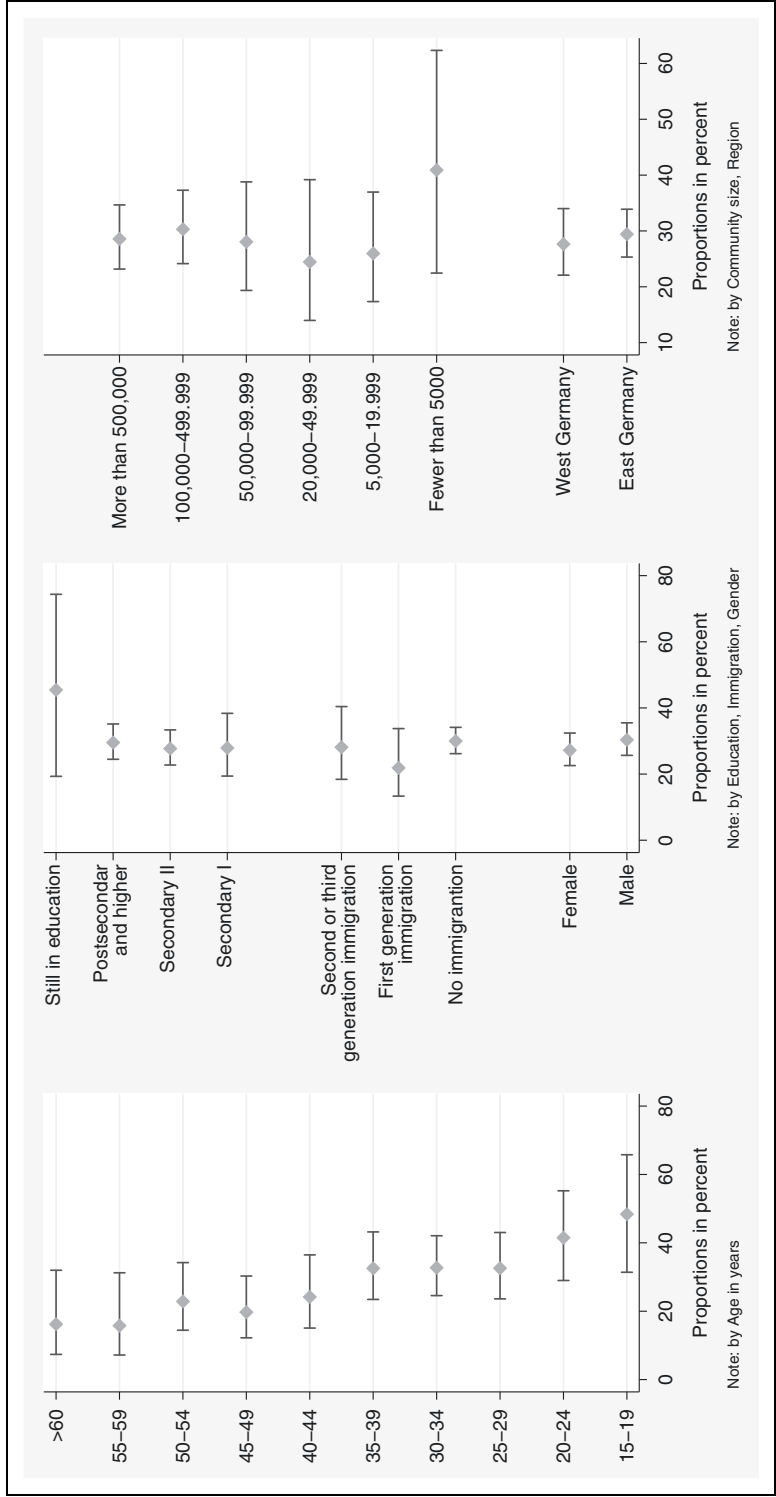 >60
55–59
50–54
45–49
40–44
35–39
30–34
25–29
20–24
15–19
0 20 40 60 80
Proportions in percent
Note: by Age in years
Still in education
Postsecondar
and higher
Secondary II
Secondary I
Second or third
generation immigration
First generation
immigration
No immigrantion
Female
Male
0 20 40 60 80
Proportions in percent
Note: by Education, Immigration, Gender
More than 500,000
100,000–499.999
50,000–99.999
20,000–49.999
5,000–19.999
Fewer than 5000
West Germany
East Germany
10 20 30 40 50 60
Proportions in percent
Note: by Community size, Region